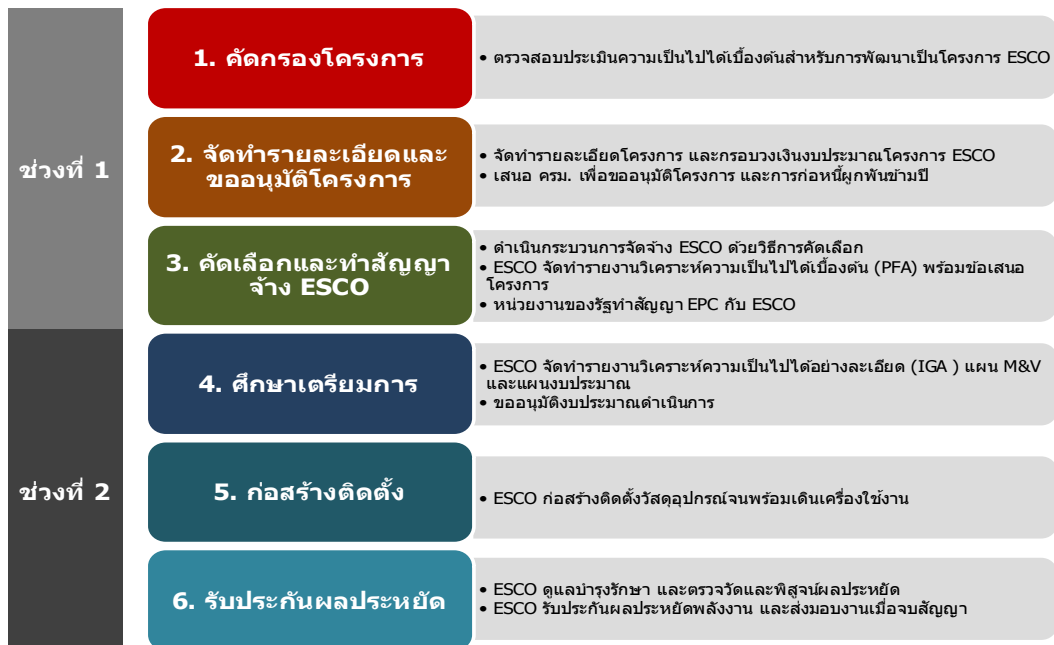 ช่วงที่ 1
1. คัดกรองโครงการ
• ตรวจสอบประเมินความเป็นไปได้เบื้องต้นสำหรับการพัฒนาเป็นโครงการ ESCO
2. จัดทำรายละเอียดและ
ขออนุมัติโครงการ
• จัดทำรายละเอียดโครงการ และกรอบวงเงินงบประมาณโครงการ ESCO
• เสนอ ครม. เพื่อขออนุมัติโครงการ และการก่อหนี้ผูกพันข้ามปี
3. คัดเลือกและทำสัญญา
จ้าง ESCO
• ดำเนินกระบวนการจัดจ้าง ESCO ด้วยวิธีการคัดเลือก
• ESCO จัดทำรายงานวิเคราะห์ความเป็นไปได้เบื้องต้น (PFA) พร้อมข้อเสนอ
โครงการ
• หน่วยงานของรัฐทำสัญญา EPC กับ ESCO
ช่วงที่ 2
4. ศึกษาเตรียมการ
• ESCO จัดทำรายงานวิเคราะห์ความเป็นไปได้อย่างละเอียด (IGA ) แผน M&V
และแผนงบประมาณ
• ขออนุมัติงบประมาณดำเนินการ
5. ก่อสร้างติดตั้ง
• ESCO ก่อสร้างติดตั้งวัสดุอุปกรณ์จนพร้อมเดินเครื่องใช้งาน
6. รับประกันผลประหยัด
• ESCO ดูแลบำรุงรักษา และตรวจวัดและพิสูจน์ผลประหยัด
• ESCO รับประกันผลประหยัดพลังงาน และส่งมอบงานเมื่อจบสัญญา